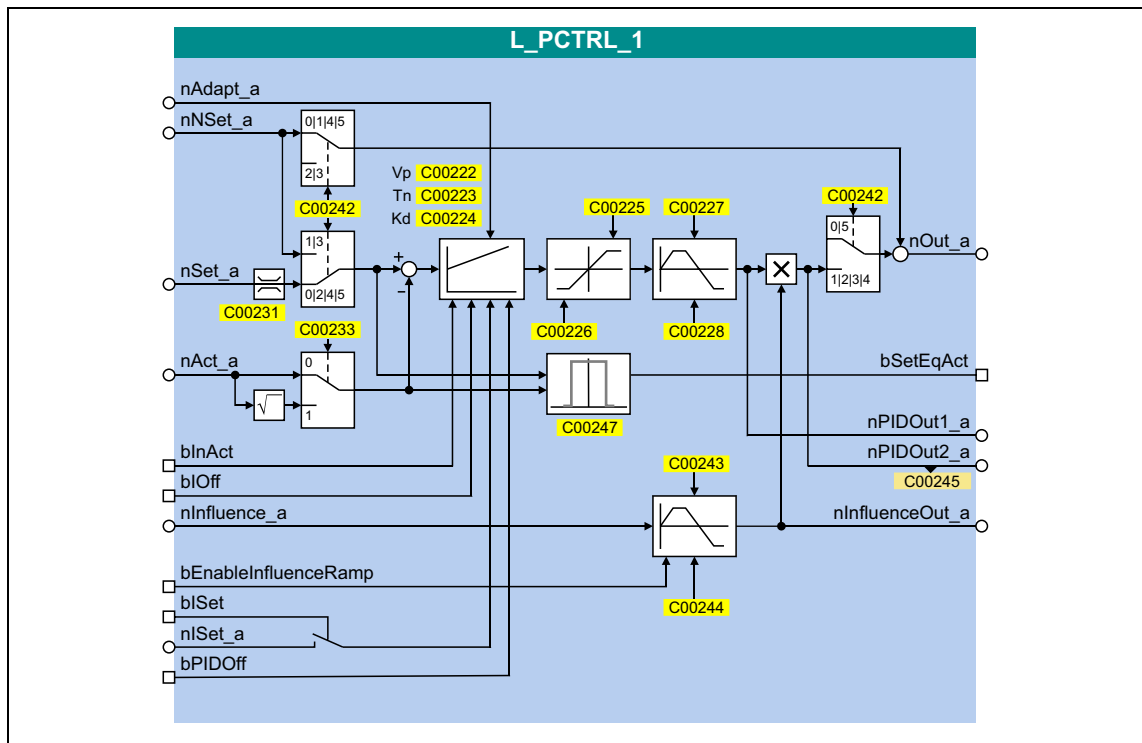 L_PCTRL_1
nAdapt_a
nNSet_a
0|1|4|5
2|3
Vp C00222
Tn C00223
Kd C00224
C00242
C00225
C00227
C00242
1|3
0|5
nOut_a
nSet_a
+
−
0|2|4|5
1|2|3|4
C00231
C00226
C00228
C00233
nAct_a
0
√
1
bSetEqAct
C00247
nPIDOut1_a
bInAct
nPIDOut2_a
C00243
C00245
bIOff
nInfluence_a
nInfluenceOut_a
bEnableInfluenceRamp
C00244
bISet
nISet_a
bPIDOff